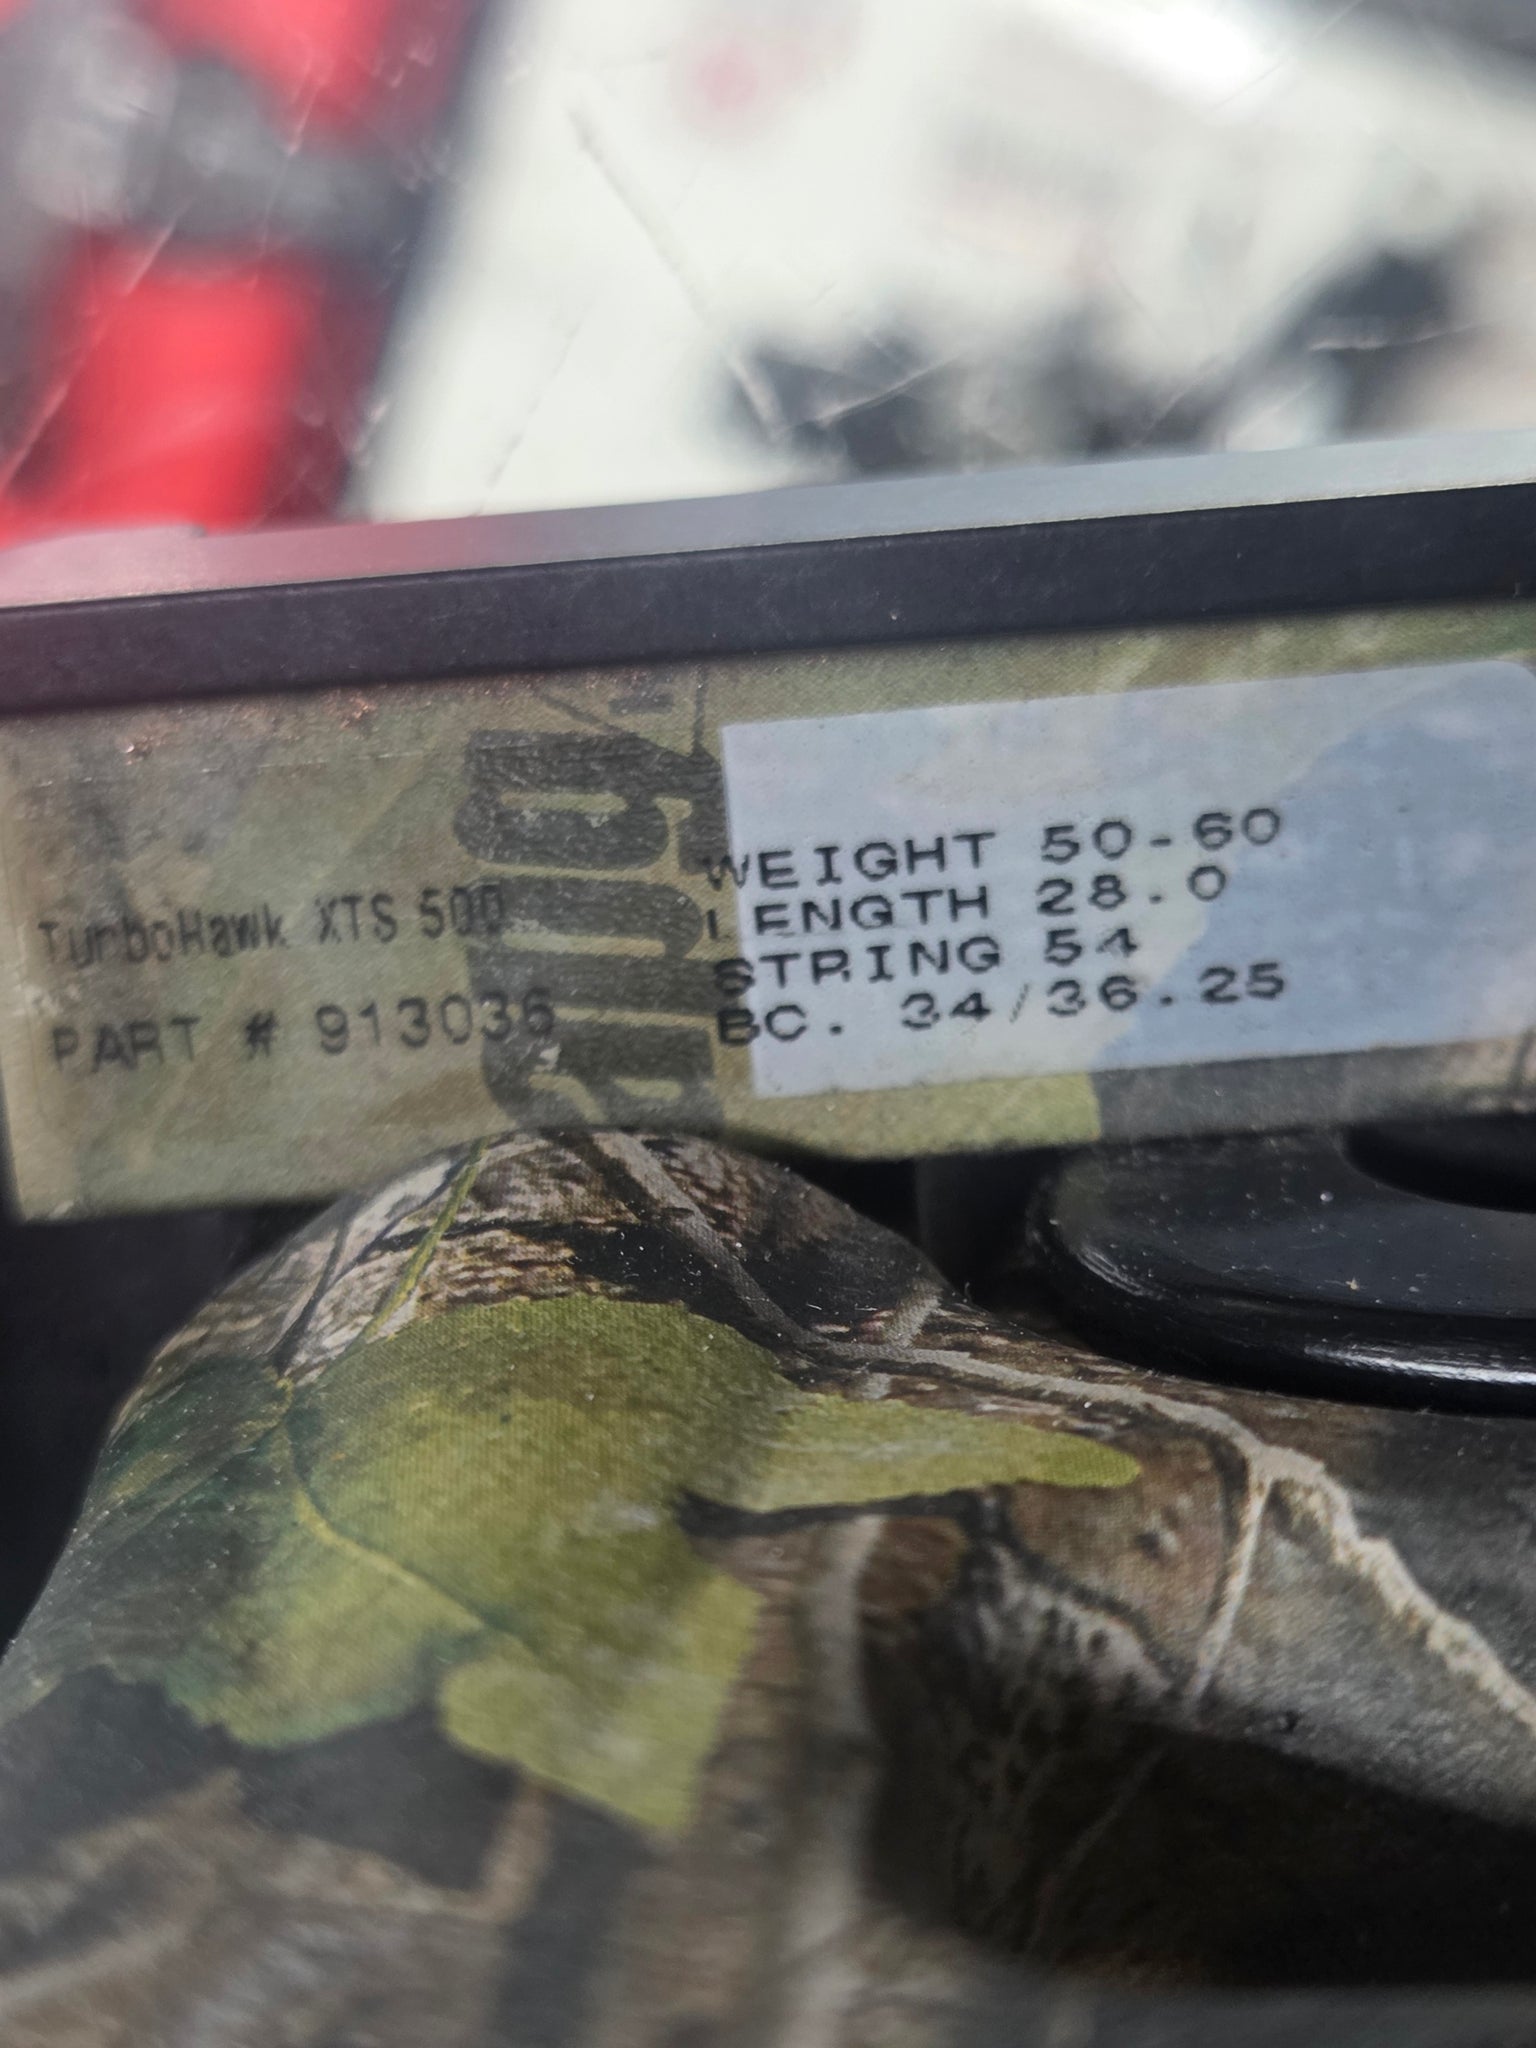 TurboHawk XTS 500
PART # 913036
WEIGHT 50-60
LENGTH 28.0
STRING 54
BC. 34/36.25